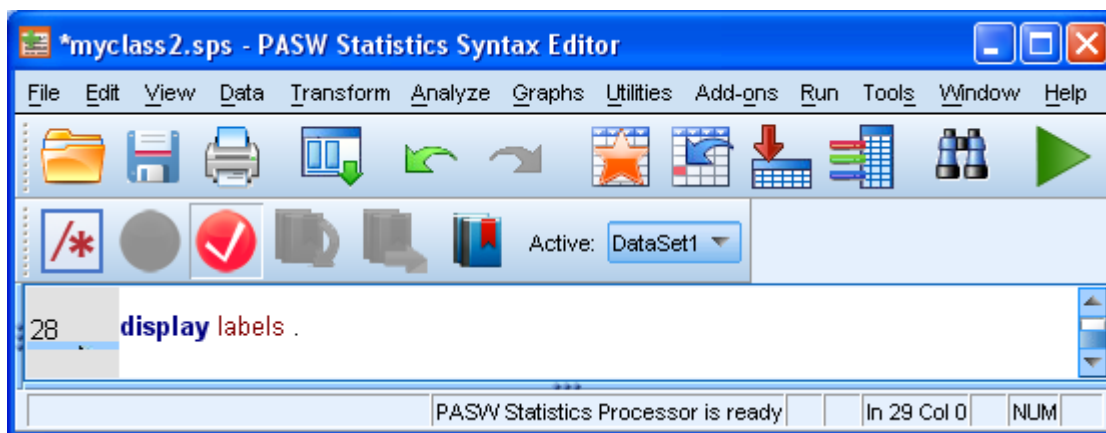 *myclass2.sps - PASW Statistics Syntax Editor
File Edit View Data Transform Analyze Graphs Utilities Add-ons Run Tools Window Help
/* Active: DataSet1
28 display labels .
PASW Statistics Processor is ready In 29 Col 0 NUM